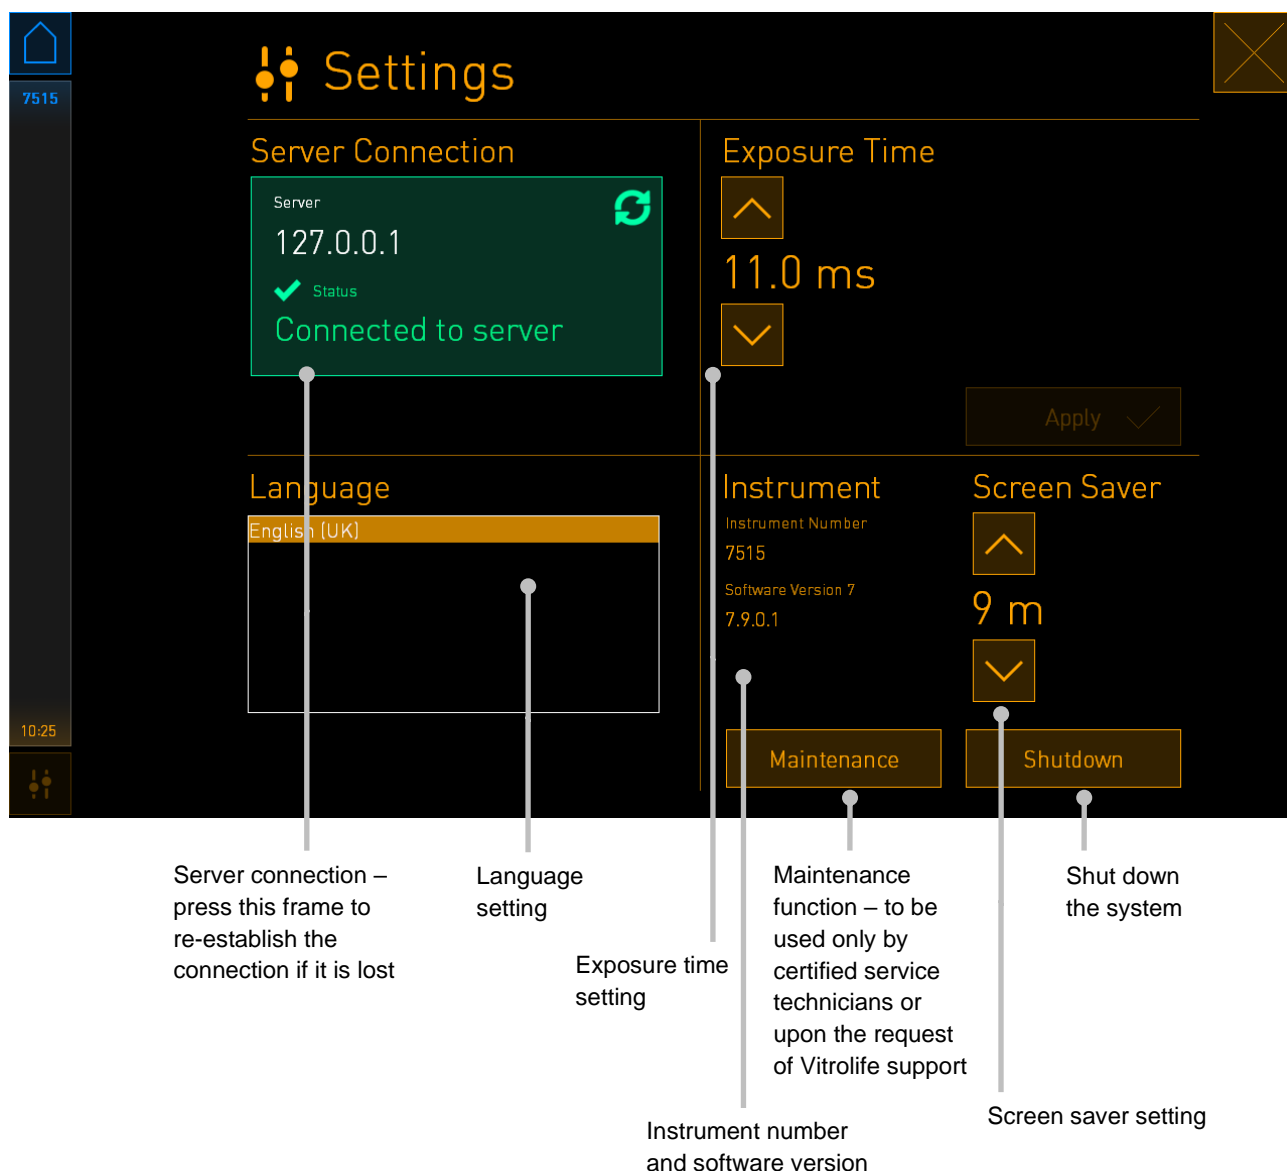 7515
Settings
Server Connection
Server
127.0.0.1
Status
Connected to server
Exposure Time
11.0 ms
Apply
Language
English (UK)
Instrument
Instrument Number
7515
Software Version 7
7.9.0.1
Screen Saver
9 m
10:25
Maintenance
Shutdown
Server connection –
press this frame to
re-establish the
connection if it is lost
Language
setting
Exposure time
setting
Maintenance
function – to be
used only by
certified service
technicians or
upon the request
of Vitrolife support
Shut down
the system
Instrument number
and software version
Screen saver setting